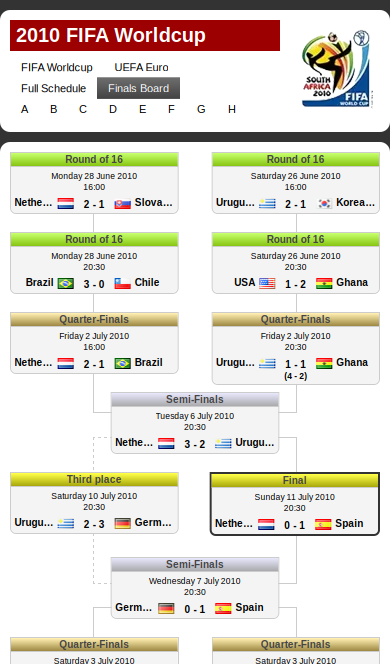 2010 FIFA Worldcup
SOUTH AFRICA 2010
FIFA
WORLD CUP
FIFA Worldcup UEFA Euro
Full Schedule Finals Board
A B C D E F G H
Round of 16 Round of 16
Monday 28 June 2010 Saturday 26 June 2010
16:00 16:00
Nethe... 2 - 1 Slova... Urugu... 2 - 1 Korea...
Round of 16 Round of 16
Monday 28 June 2010 Saturday 26 June 2010
20:30 20:30
Brazil 3 - 0 Chile USA 1 - 2 Ghana
Quarter-Finals Quarter-Finals
Friday 2 July 2010 Friday 2 July 2010
16:00 20:30
Nethe... 2 - 1 Brazil Urugu... 1 - 1 Ghana
(4 - 2)
Semi-Finals
Tuesday 6 July 2010
20:30
Nethe... 3 - 2 Urugu...
Third place Final
Saturday 10 July 2010 Sunday 11 July 2010
20:30 20:30
Urugu... 2 - 3 Germ... Nethe... 0 - 1 Spain
Semi-Finals
Wednesday 7 July 2010
20:30
Germ... 0 - 1 Spain
Quarter-Finals Quarter-Finals
Saturday 3 July 2010 Saturday 3 July 2010